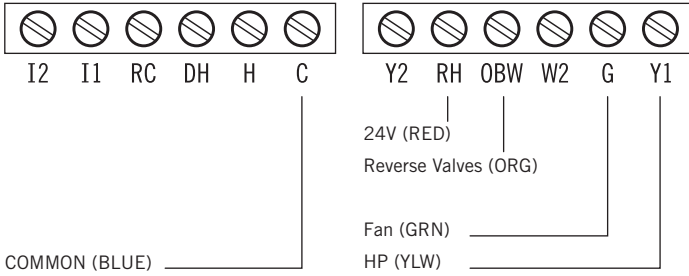 I2 I1 RC DH H C Y2 RH OBW W2 G Y1
24V (RED)
Reverse Valves (ORG)
Fan (GRN)
COMMON (BLUE) HP (YLW)